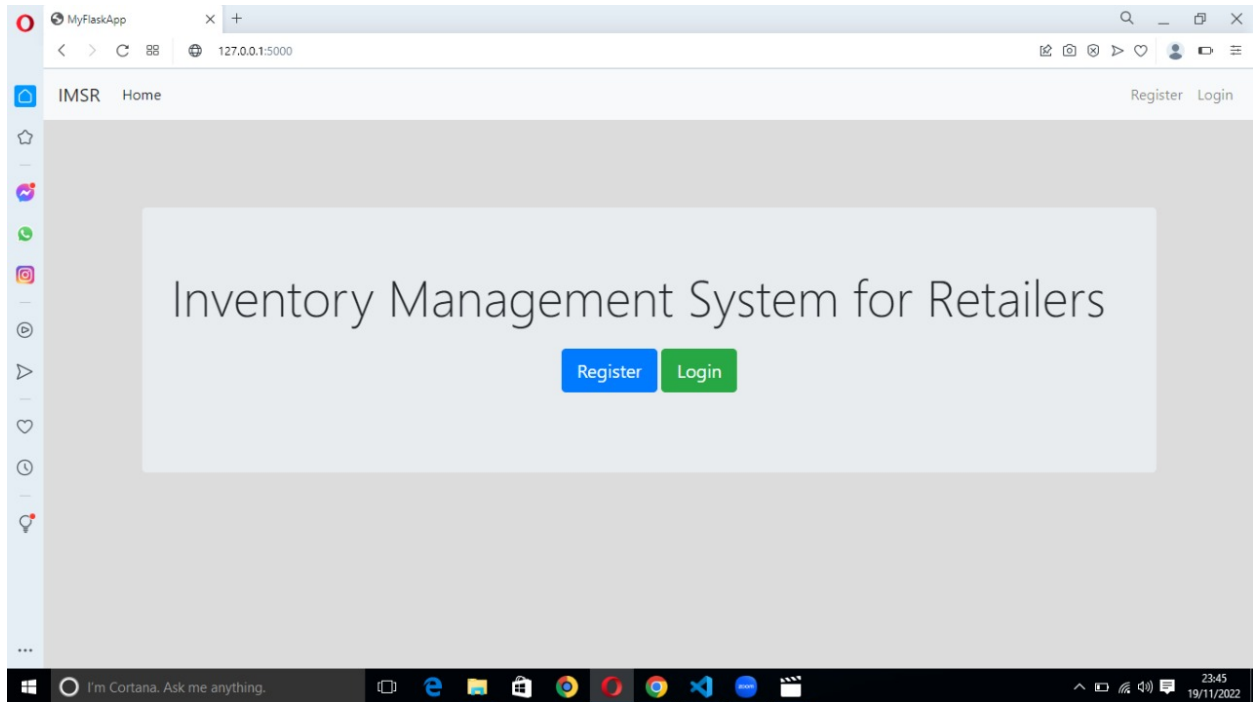 MyFlaskApp
127.0.0.1:5000
IMSR Home Register Login
Inventory Management System for Retailers
Register Login
I'm Cortana. Ask me anything.
zoom
23:45
19/11/2022